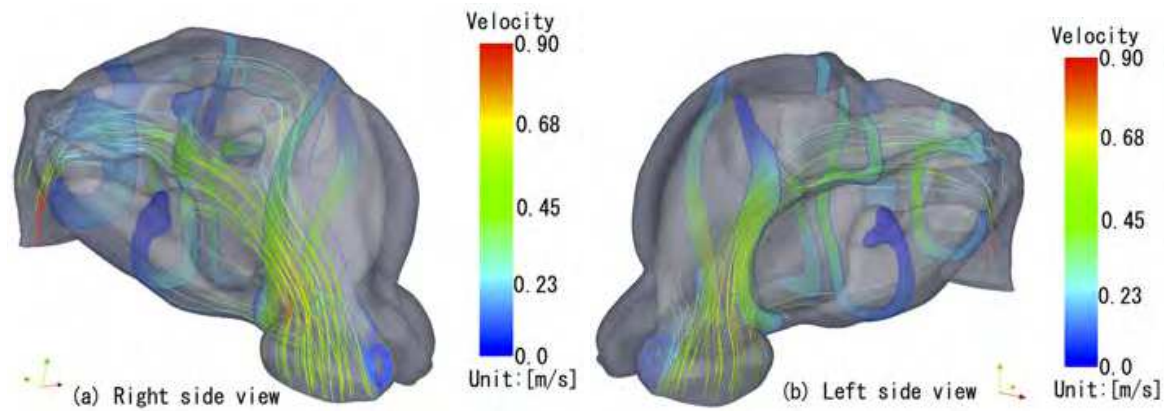 Velocity
0.90
0.68
0.45
0.23
0.0
Unit:[m/s]
(a) Right side view
Velocity
0.90
0.68
0.45
0.23
0.0
Unit:[m/s]
(b) Left side view